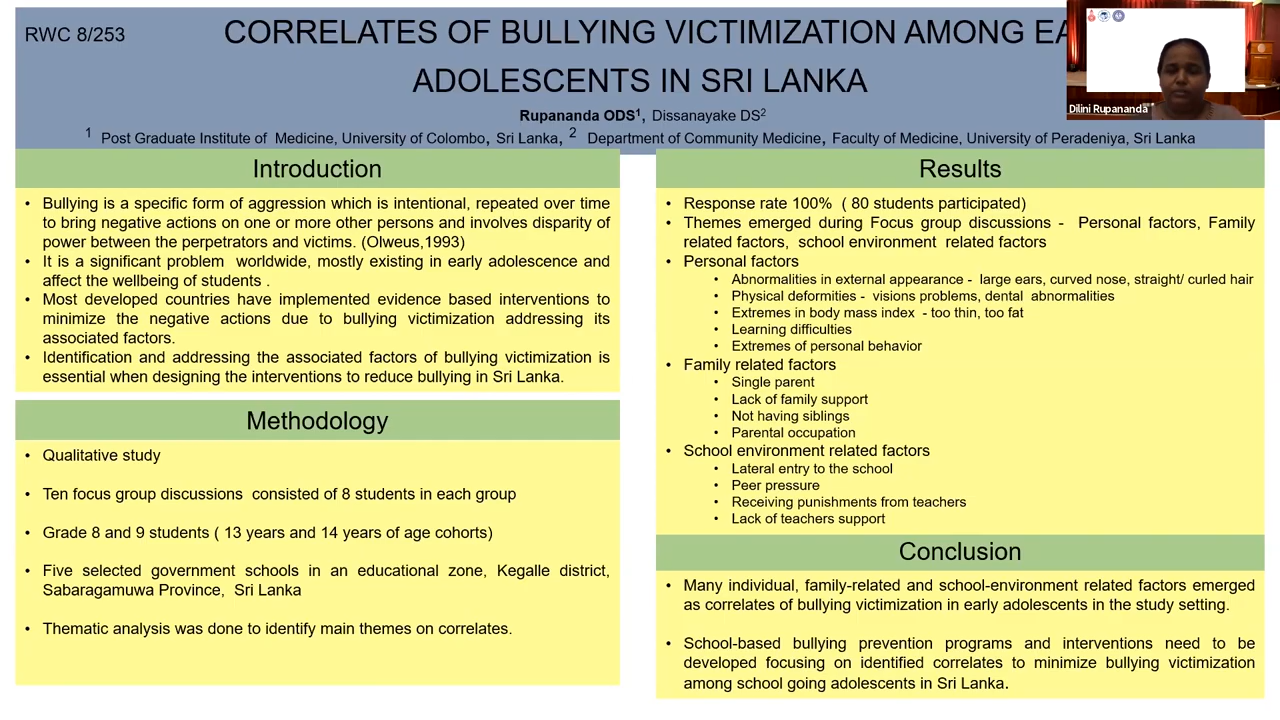 RWC 8/253
CORRELATES OF BULLYING VICTIMIZATION AMONG
ADOLESCENTS IN SRI LANKA
Rupananda ODS1, Dissanayake DS2
1 Post Graduate Institute of Medicine, University of Colombo, Sri Lanka, 2 Department of Community Medicine, Faculty of Medicine, University of Peradeniya, Sri Lanka
Dilini Rupananda
Introduction
• Bullying is a specific form of aggression which is intentional, repeated over time
to bring negative actions on one or more other persons and involves disparity of
power between the perpetrators and victims. (Olweus,1993)
• It is a significant problem worldwide, mostly existing in early adolescence and
affect the wellbeing of students .
• Most developed countries have implemented evidence based interventions to
minimize the negative actions due to bullying victimization addressing its
associated factors.
• Identification and addressing the associated factors of bullying victimization is
essential when designing the interventions to reduce bullying in Sri Lanka.
Methodology
• Qualitative study
• Ten focus group discussions consisted of 8 students in each group
• Grade 8 and 9 students ( 13 years and 14 years of age cohorts)
• Five selected government schools in an educational zone, Kegalle district,
Sabaragamuwa Province, Sri Lanka
• Thematic analysis was done to identify main themes on correlates.
Results
• Response rate 100% ( 80 students participated)
• Themes emerged during Focus group discussions - Personal factors, Family
related factors, school environment related factors
• Personal factors
• Abnormalities in external appearance - large ears, curved nose, straight/ curled hair
• Physical deformities - visions problems, dental abnormalities
• Extremes in body mass index - too thin, too fat
• Learning difficulties
• Extremes of personal behavior
• Family related factors
• Single parent
• Lack of family support
• Not having siblings
• Parental occupation
• School environment related factors
• Lateral entry to the school
• Peer pressure
• Receiving punishments from teachers
• Lack of teachers support
Conclusion
• Many individual, family-related and school-environment related factors emerged
as correlates of bullying victimization in early adolescents in the study setting.
• School-based bullying prevention programs and interventions need to be
developed focusing on identified correlates to minimize bullying victimization
among school going adolescents in Sri Lanka.